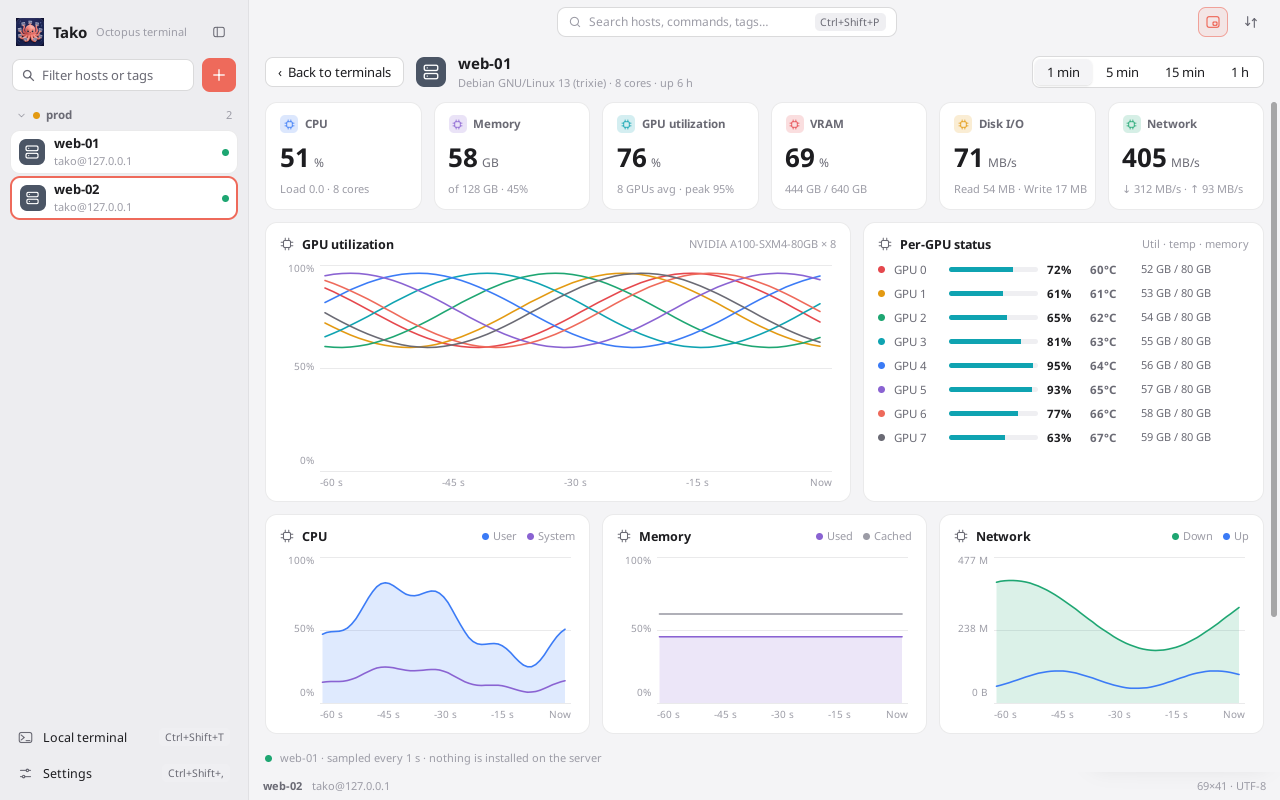 Tako Octopus terminal
Search hosts, commands, tags... Ctrl+Shift+P
Filter hosts or tags
prod 2
web-01
tako@127.0.0.1
web-02
tako@127.0.0.1
Local terminal Ctrl+Shift+T
Settings Ctrl+Shift+,
‹ Back to terminals
web-01
Debian GNU/Linux 13 (trixie) · 8 cores · up 6 h
1 min 5 min 15 min 1 h
CPU
51 %
Load 0.0 · 8 cores
Memory
58 GB
of 128 GB · 45%
GPU utilization
76 %
8 GPUs avg · peak 95%
VRAM
69 %
444 GB / 640 GB
Disk I/O
71 MB/s
Read 54 MB · Write 17 MB
Network
405 MB/s
↓ 312 MB/s · ↑ 93 MB/s
GPU utilization NVIDIA A100-SXM4-80GB × 8
100%
50%
0%
-60 s -45 s -30 s -15 s Now
Per-GPU status Util · temp · memory
GPU 0 72% 60°C 52 GB / 80 GB
GPU 1 61% 61°C 53 GB / 80 GB
GPU 2 65% 62°C 54 GB / 80 GB
GPU 3 81% 63°C 55 GB / 80 GB
GPU 4 95% 64°C 56 GB / 80 GB
GPU 5 93% 65°C 57 GB / 80 GB
GPU 6 77% 66°C 58 GB / 80 GB
GPU 7 63% 67°C 59 GB / 80 GB
CPU User System
100%
50%
0%
-60 s -45 s -30 s -15 s Now
Memory Used Cached
100%
50%
0%
-60 s -45 s -30 s -15 s Now
Network Down Up
477 M
238 M
0 B
-60 s -45 s -30 s -15 s Now
web-01 · sampled every 1 s · nothing is installed on the server
web-02 tako@127.0.0.1 69×41 · UTF-8